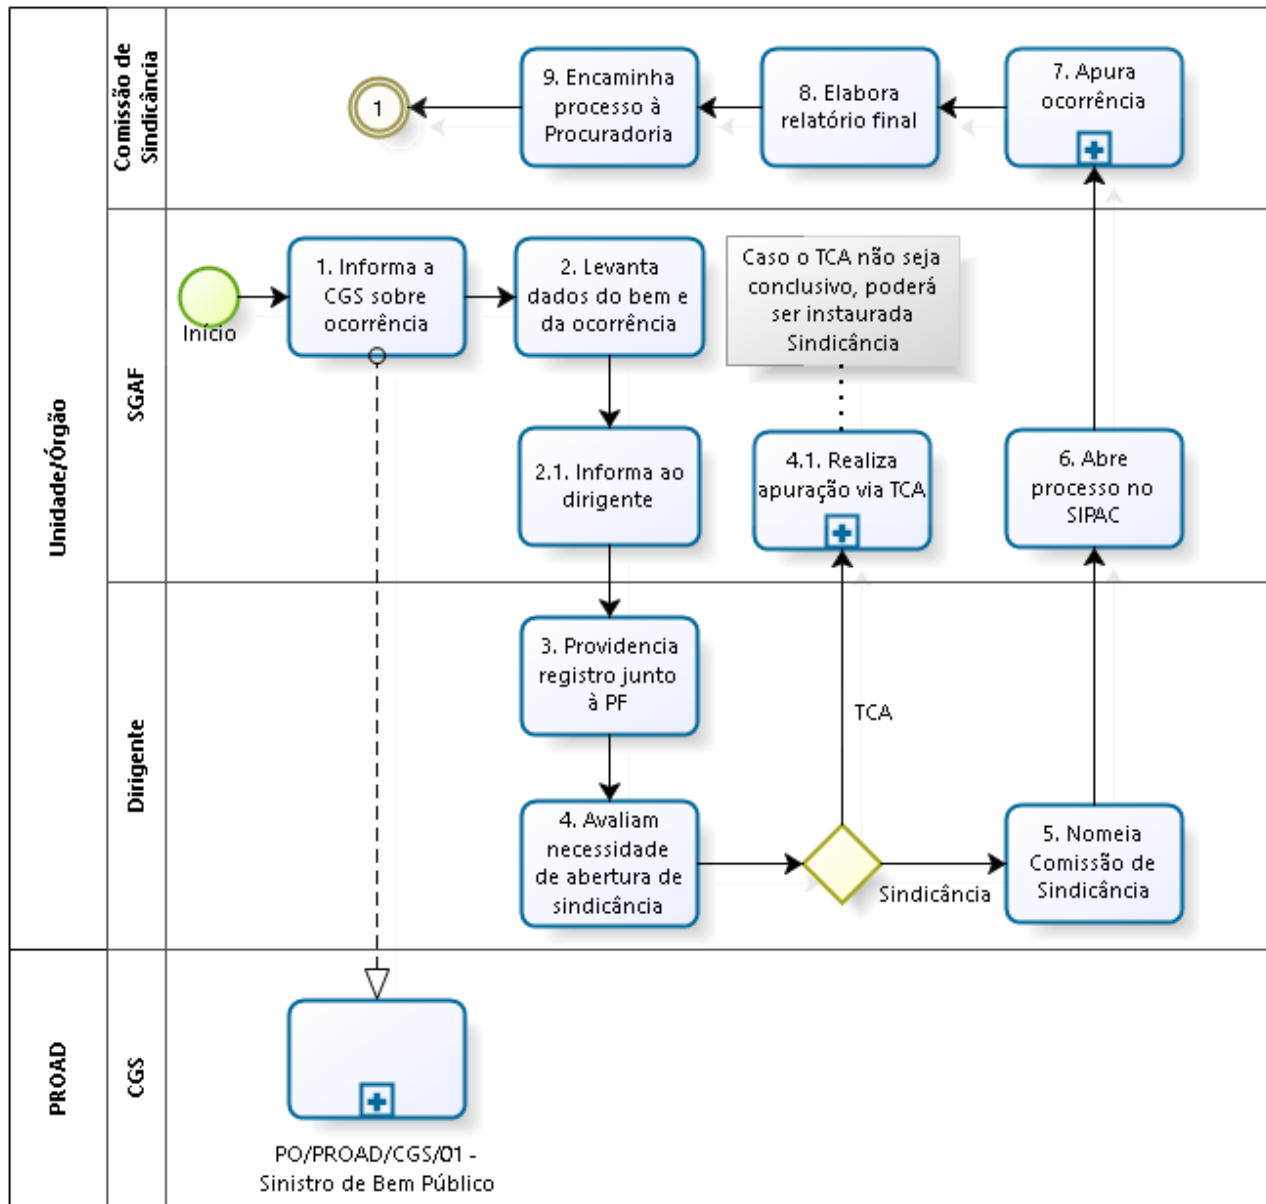 Unidade/Órgão
Comissão de
Sindicância
1
9. Encaminha
processo à
Procuradoria
8. Elabora
relatório final
7. Apura
ocorrência
SGAF
Início
1. Informa a
CGS sobre
ocorrência
2. Levanta
dados do bem e
da ocorrência
Caso o TCA não seja
conclusivo, poderá
ser instaurada
Sindicância
2.1. Informa ao
dirigente
4.1. Realiza
apuração via TCA
6. Abre
processo no
SIPAC
Dirigente
3. Providencia
registro junto
à PF
TCA
4. Avaliam
necessidade
de abertura de
sindicância
Sindicância
5. Nomeia
Comissão de
Sindicância
PROAD
CGS
PO/PROAD/CGS/01 -
Sinistro de Bem Público